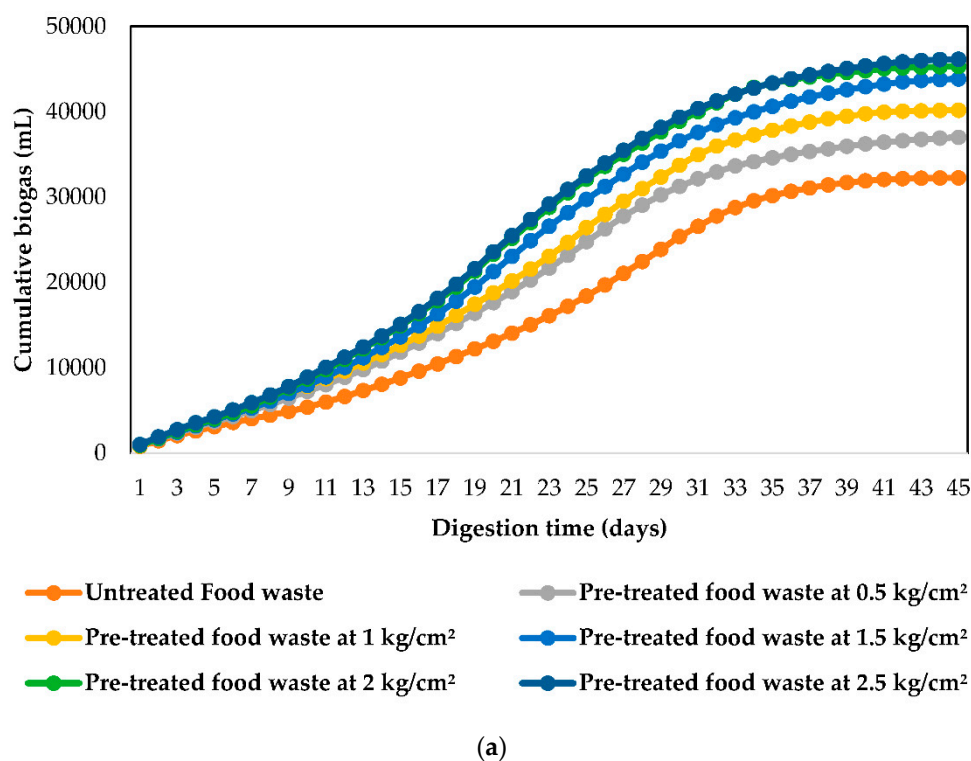 50000
40000
30000
20000
10000
0
Cumulative biogas (mL)
1 3 5 7 9 11 13 15 17 19 21 23 25 27 29 31 33 35 37 39 41 43 45
Digestion time (days)
Untreated Food waste
Pre-treated food waste at 0.5 kg/cm²
Pre-treated food waste at 1 kg/cm²
Pre-treated food waste at 1.5 kg/cm²
Pre-treated food waste at 2 kg/cm²
Pre-treated food waste at 2.5 kg/cm²
(a)